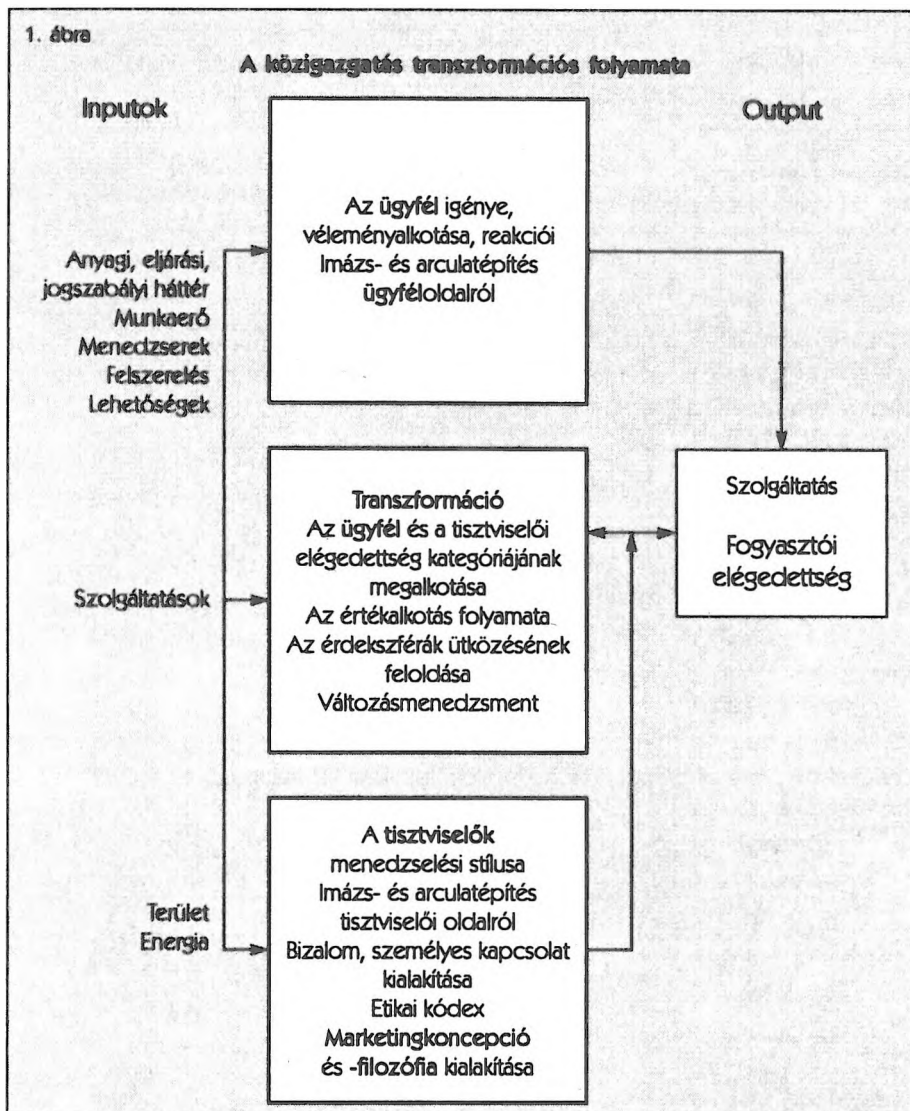 1. ábra
A közigazgatás transzformációs folyamata
Inputok
Output
Anyagi, eljárási,
jogszabályi háttér
Munkaerő
Menedzserek
Felszerelés
Lehetőségek
Az ügyfél igénye,
véleményalkotása, reakciói
Imázs- és arculatépítés
ügyféloldalról
Szolgáltatások
Transzformáció
Az ügyfél és a tisztviselői
elégedettség kategóriájának
megalkotása
Az értékalkotás folyamata
Az érdekszférák ütközésének
feloldása
Változásmenedzsment
Szolgáltatás
Fogyasztói
elégedettség
Terület
Energia
A tisztviselők
menedzselési stílusa
Imázs- és arculatépítés
tisztviselői oldalról
Bizalom, személyes kapcsolat
kialakítása
Etikai kódex
Marketingkoncepció
és -filozófia kialakítása